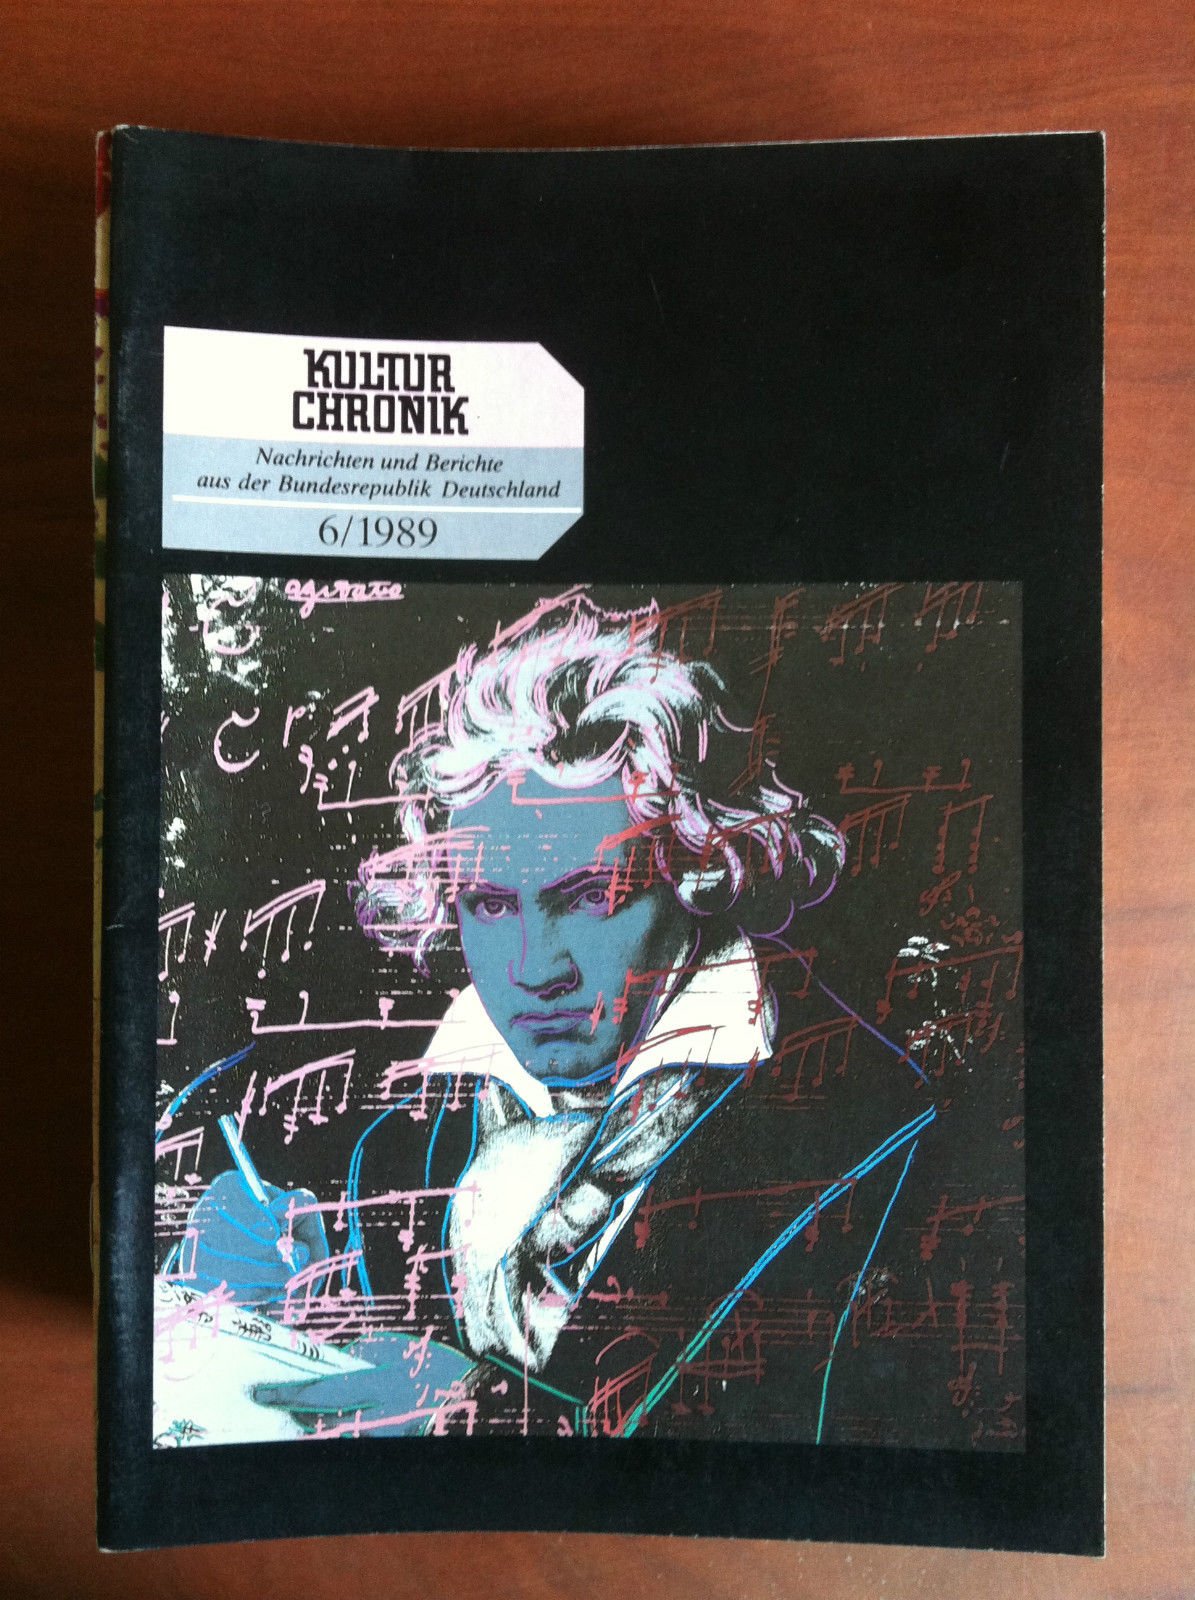 KULTUR
CHRONIK
Nachrichten und Berichte
aus der Bundesrepublik Deutschland
6/1989
agitato